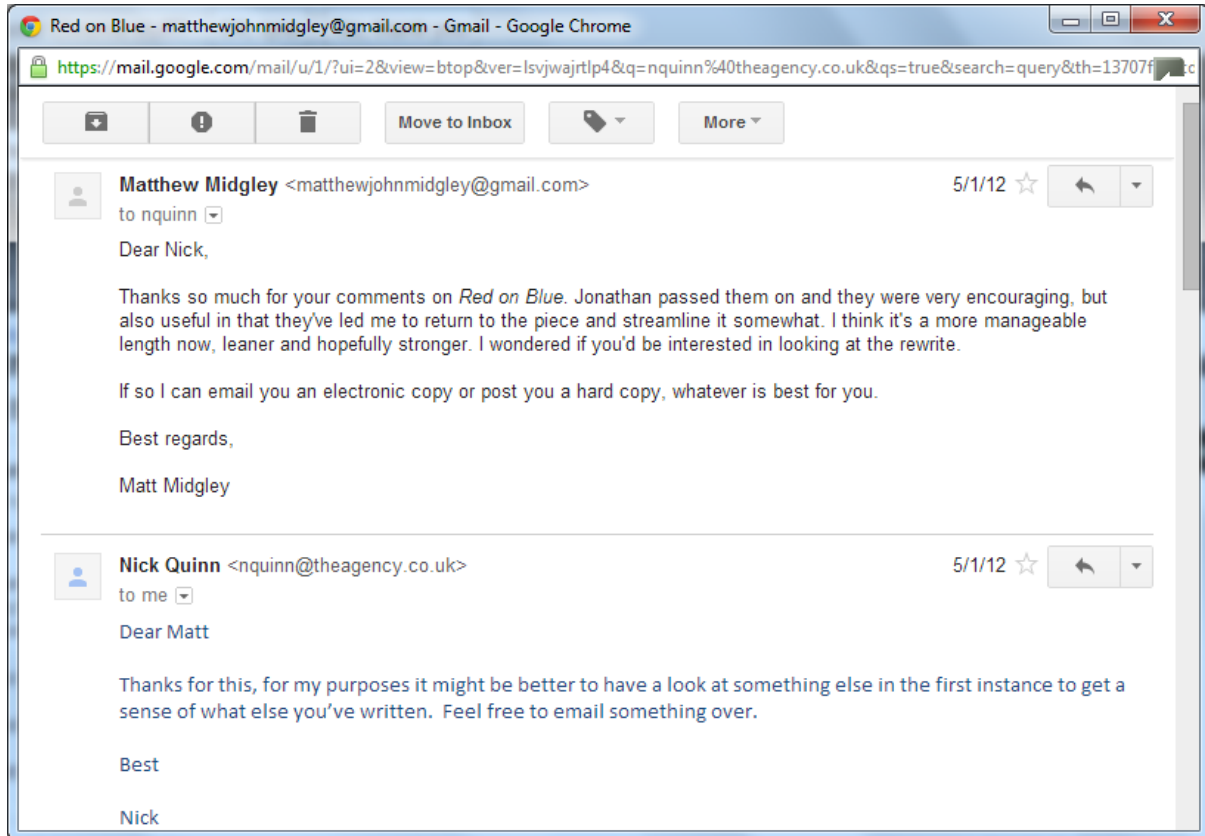 Red on Blue - matthewjohnmidgley@gmail.com - Gmail - Google Chrome
https://mail.google.com/mail/u/1/?ui=2&view=btop&ver=lsvjwajrtlp4&q=nquinn%40theagency.co.uk&qs=true&search=query&th=13707f
Move to Inbox
More
Matthew Midgley <matthewjohnmidgley@gmail.com>
5/1/12
to nquinn
Dear Nick,
Thanks so much for your comments on Red on Blue. Jonathan passed them on and they were very encouraging, but
also useful in that they've led me to return to the piece and streamline it somewhat. I think it's a more manageable
length now, leaner and hopefully stronger. I wondered if you'd be interested in looking at the rewrite.
If so I can email you an electronic copy or post you a hard copy, whatever is best for you.
Best regards,
Matt Midgley
Nick Quinn <nquinn@theagency.co.uk>
5/1/12
to me
Dear Matt
Thanks for this, for my purposes it might be better to have a look at something else in the first instance to get a
sense of what else you’ve written.  Feel free to email something over.
Best
Nick